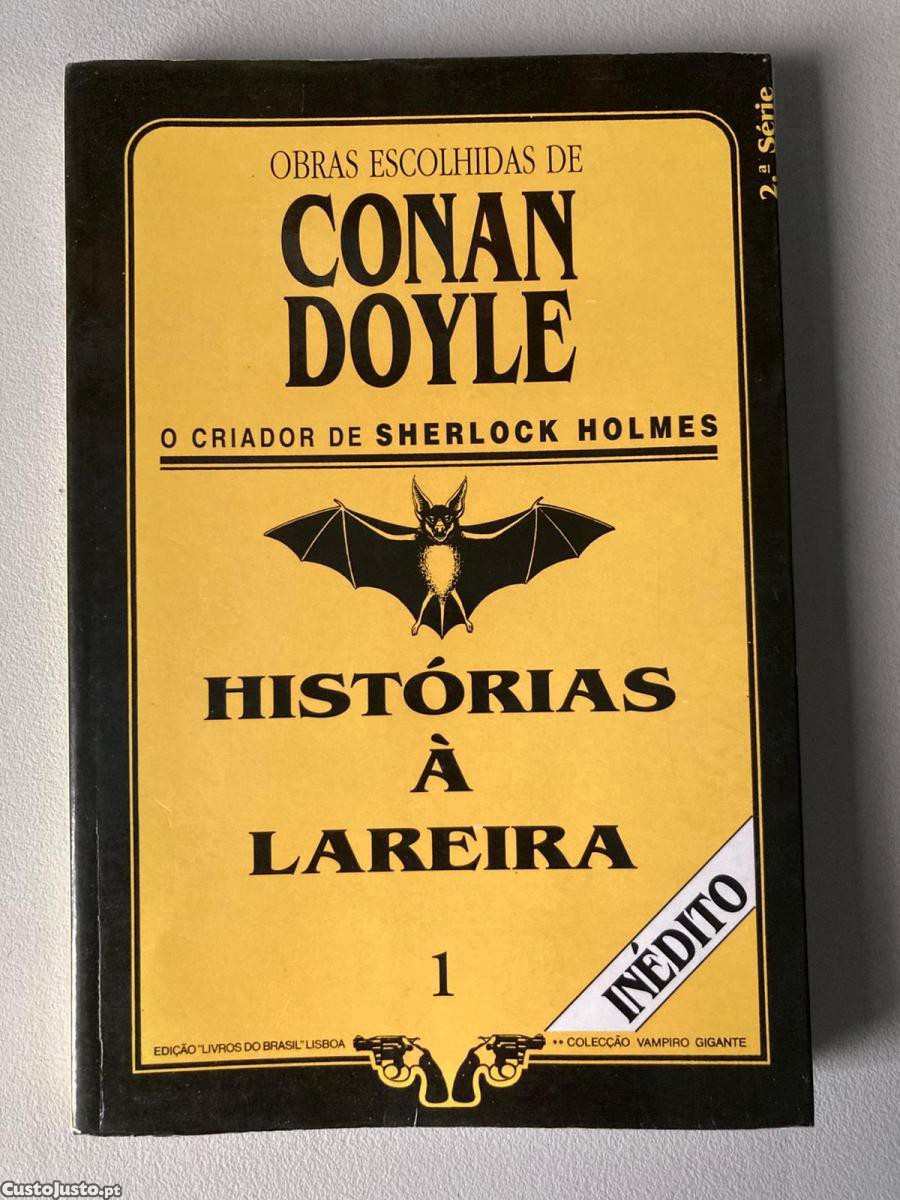 2.ª Série
OBRAS ESCOLHIDAS DE
CONAN
DOYLE
O CRIADOR DE SHERLOCK HOLMES
HISTÓRIAS
À
LAREIRA
INÉDITO
1
EDIÇÃO "LIVROS DO BRASIL" LISBOA
•• COLECÇÃO VAMPIRO GIGANTE
CustoJusto.pt